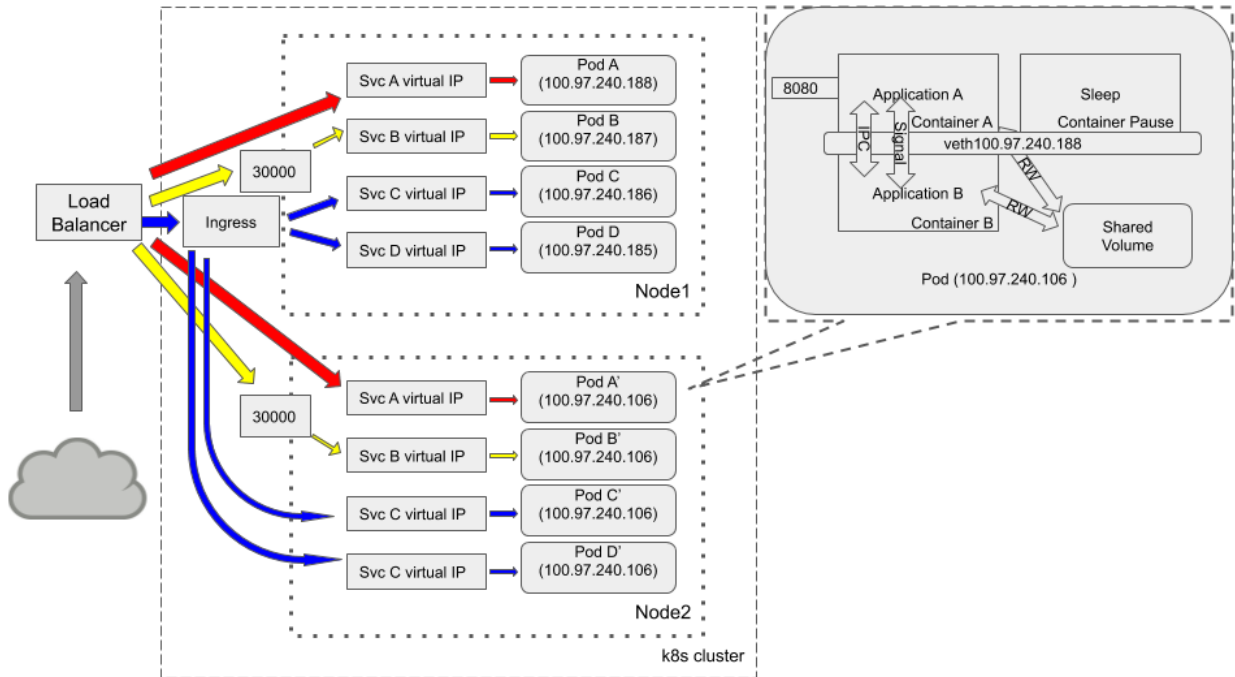 Load
Balancer
Ingress
30000
Svc A virtual IP
Pod A
(100.97.240.188)
Svc B virtual IP
Pod B
(100.97.240.187)
Svc C virtual IP
Pod C
(100.97.240.186)
Svc D virtual IP
Pod D
(100.97.240.185)
Node1
30000
Svc A virtual IP
Pod A'
(100.97.240.106)
Svc B virtual IP
Pod B'
(100.97.240.106)
Svc C virtual IP
Pod C'
(100.97.240.106)
Svc C virtual IP
Pod D'
(100.97.240.106)
Node2
k8s cluster
8080
Application A
Container A
Sleep
Container Pause
veth100.97.240.188
IPC
Signal
Application B
Container B
RW
RW
Shared
Volume
Pod (100.97.240.106 )